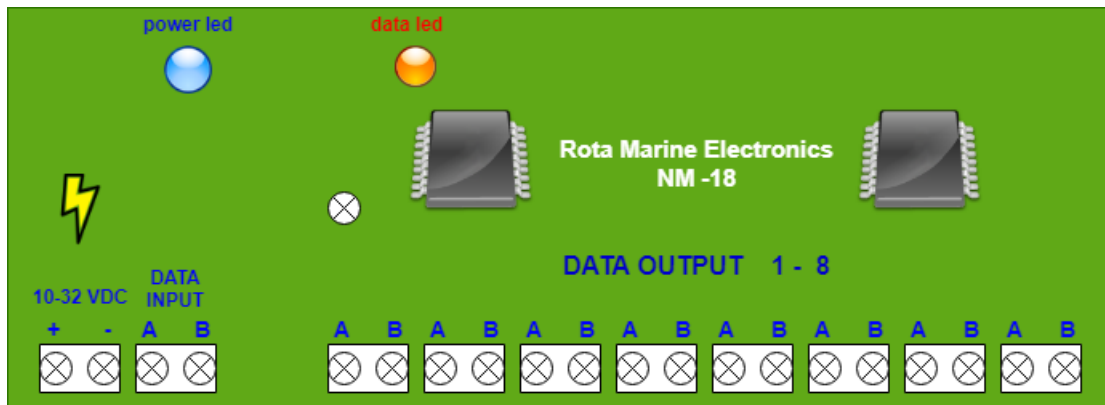 power led
data led
Rota Marine Electronics
NM -18
DATA OUTPUT 1 - 8
10-32 VDC
DATA
INPUT
+ - A B
A B A B A B A B A B A B A B A B